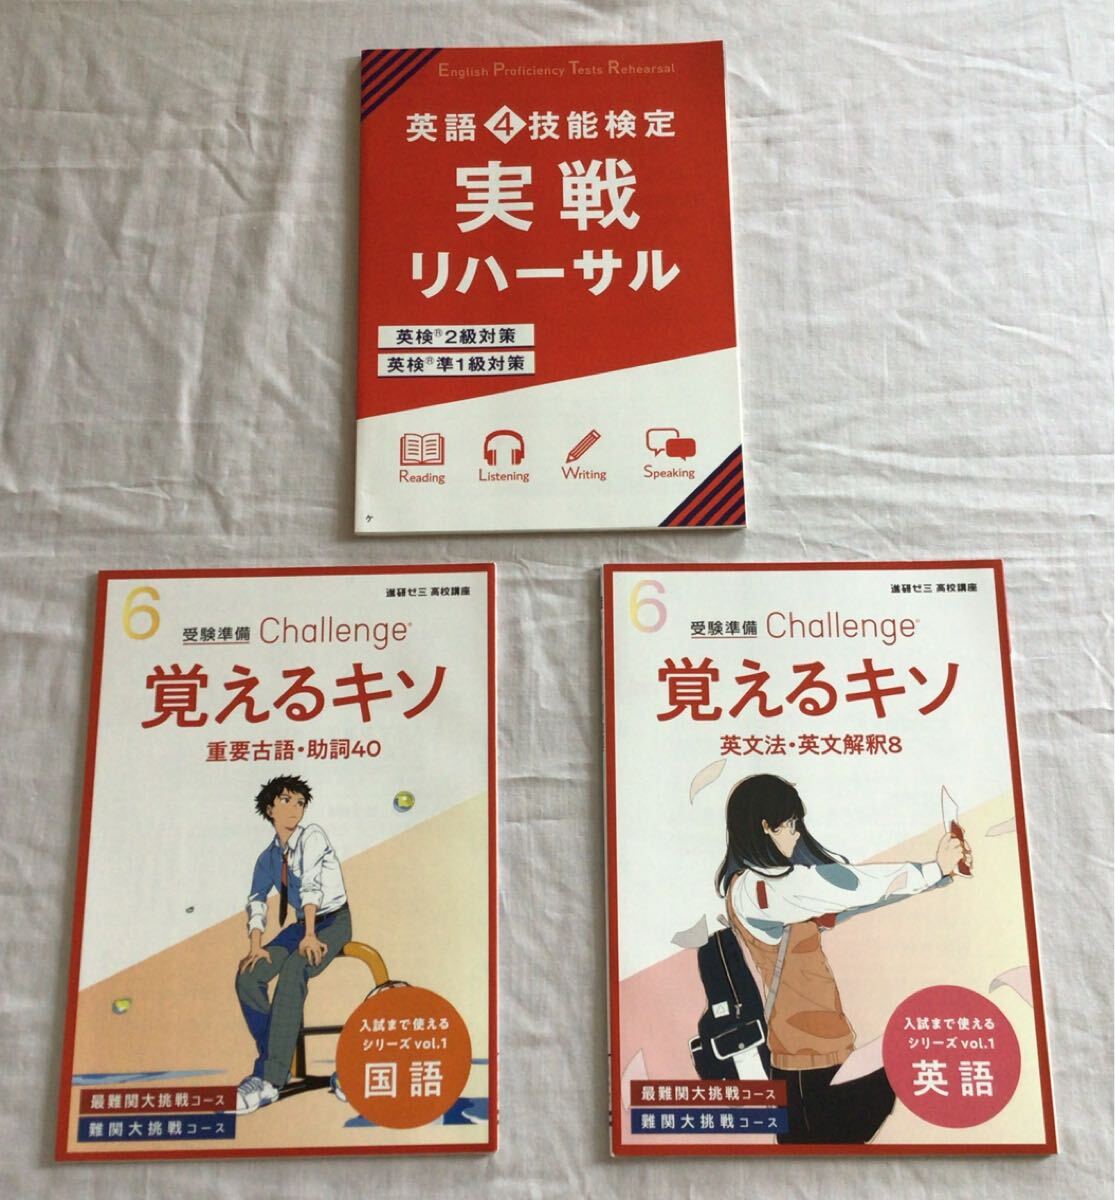 English Proficiency Tests Rehearsal
英語4技能検定
実戦
リハーサル
英検®2級対策
英検®準1級対策
Reading Listening Writing Speaking
ケ
6
進研ゼミ 高校講座
受験準備 Challenge®
覚えるキソ
重要古語・助詞40
入試まで使える
シリーズvol.1
国語
最難関大挑戦コース
難関大挑戦コース
6
進研ゼミ 高校講座
受験準備 Challenge®
覚えるキソ
英文法・英文解釈8
入試まで使える
シリーズvol.1
英語
最難関大挑戦コース
難関大挑戦コース